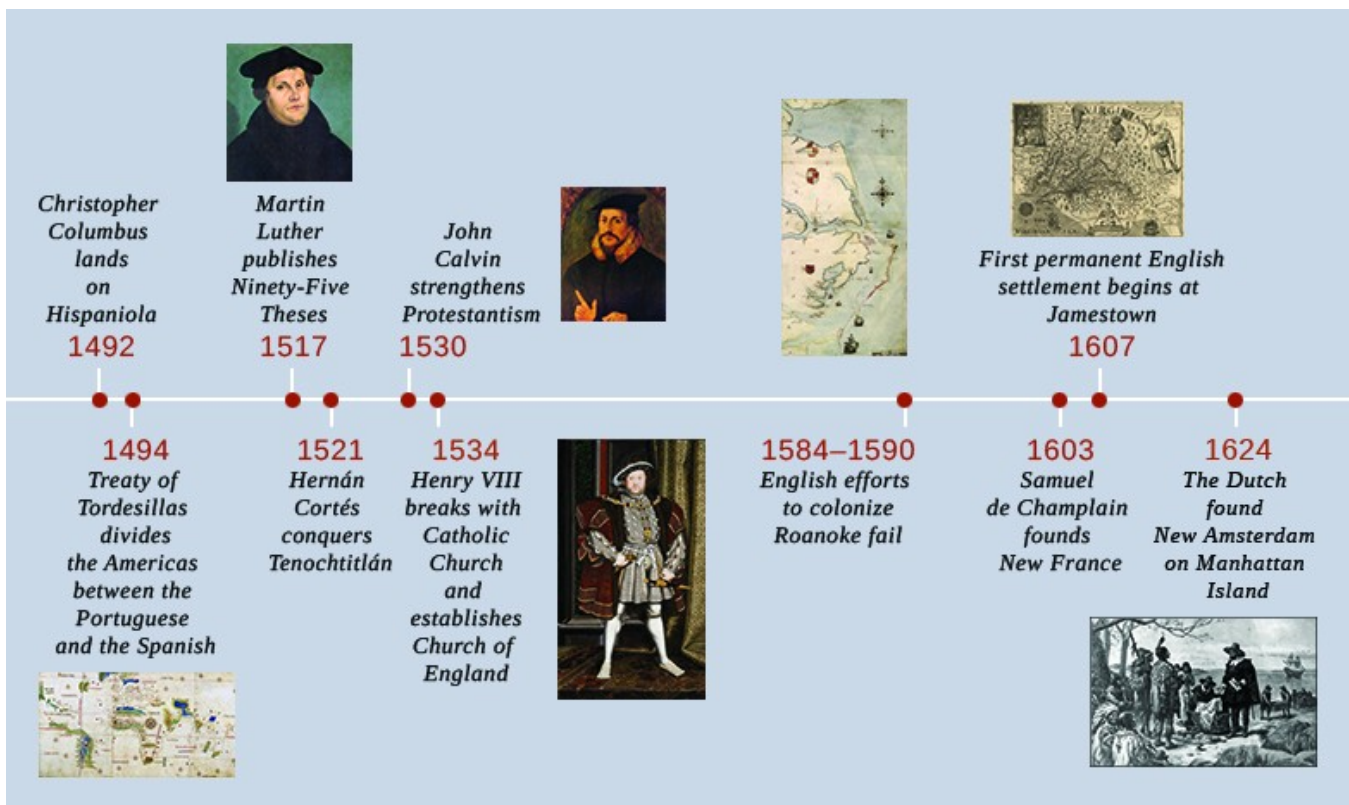 Christopher
Columbus
lands
on
Hispaniola
1492
1494
Treaty of
Tordesillas
divides
the Americas
between the
Portuguese
and the Spanish
Martin
Luther
publishes
Ninety-Five
Theses
1517
1521
Hernán
Cortés
conquers
Tenochtitlán
John
Calvin
strengthens
Protestantism
1530
1534
Henry VIII
breaks with
Catholic
Church
and
establishes
Church of
England
1584–1590
English efforts
to colonize
Roanoke fail
1603
Samuel
de Champlain
founds
New France
VIRGINIA
First permanent English
settlement begins at
Jamestown
1607
1624
The Dutch
found
New Amsterdam
on Manhattan
Island